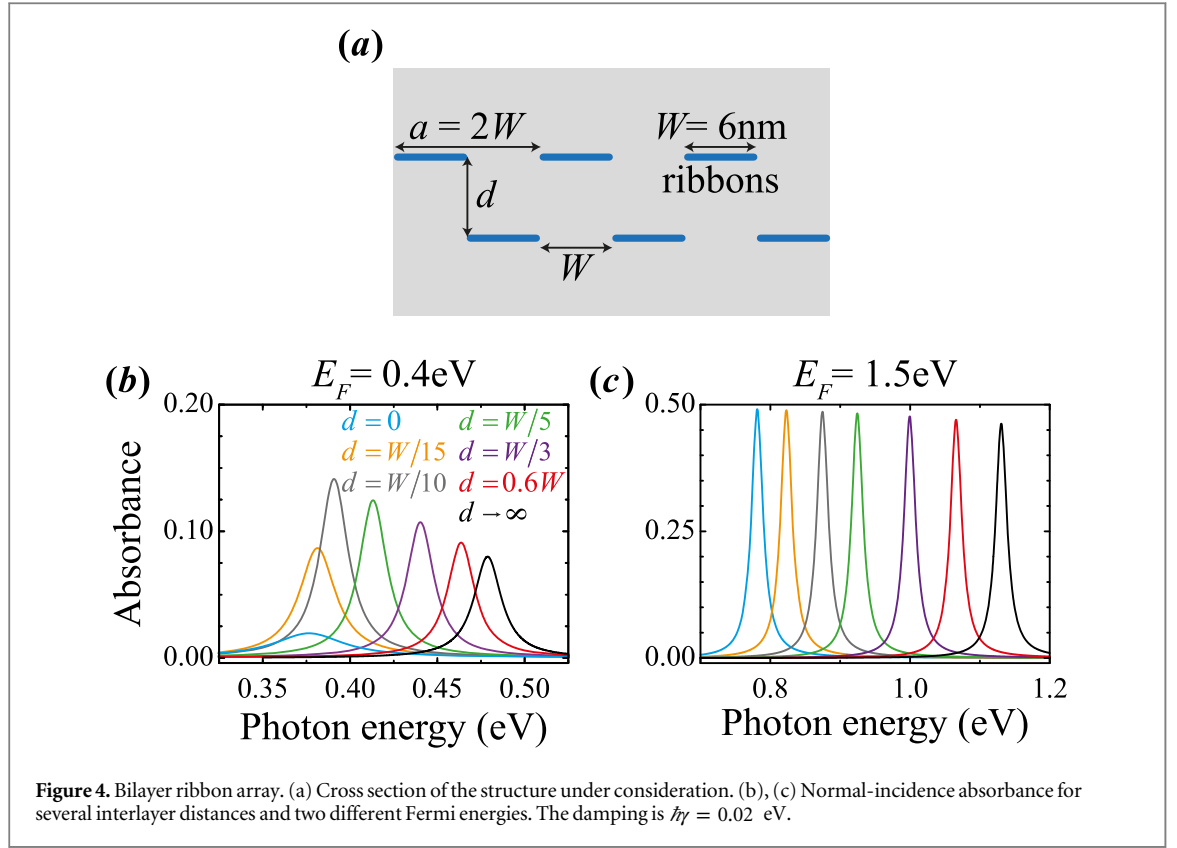 (a)
a = 2W
W= 6nm
ribbons
d
W
(b)
E_F= 0.4eV
(c)
E_F= 1.5eV
0.20
0.10
0.00
Absorbance
d = 0
d = W/5
d = W/15
d = W/3
d = W/10
d = 0.6W
d → ∞
0.35
0.40
0.45
0.50
Photon energy (eV)
0.50
0.25
0.00
0.8
1.0
1.2
Photon energy (eV)
Figure 4. Bilayer ribbon array. (a) Cross section of the structure under consideration. (b), (c) Normal-incidence absorbance for
several interlayer distances and two different Fermi energies. The damping is ℏγ = 0.02 eV.